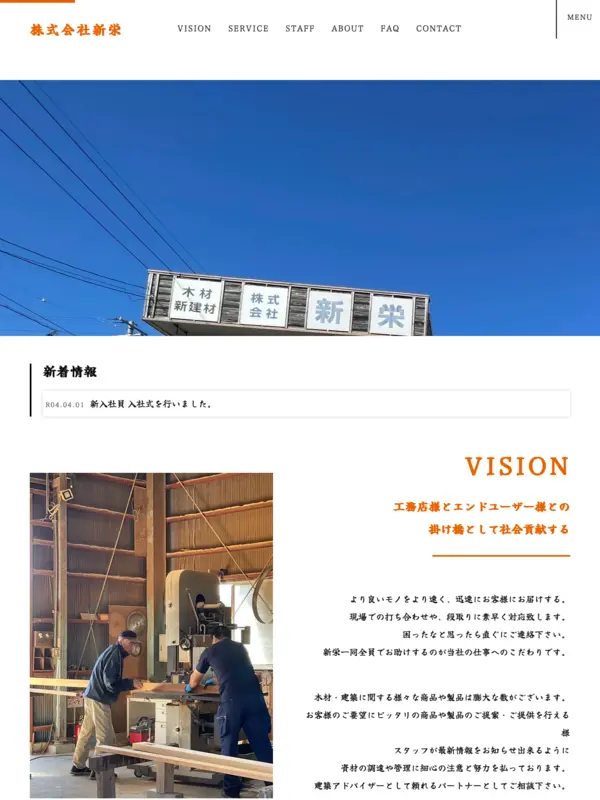 株式会社新栄
VISION SERVICE STAFF ABOUT FAQ CONTACT
MENU
木材
新建材
株式
会社
新
栄
新着情報
R04.04.01 新入社員 入社式を行いました。
VISION
工務店様とエンドユーザー様との
掛け橋として社会貢献する
より良いモノをより速く、迅速にお客様にお届けする。
現場での打ち合わせや、段取りに素早く対応致します。
困ったなと思ったら直ぐにご連絡下さい。
新栄一同全員でお助けするのが当社の仕事へのこだわりです。
木材・建築に関する様々な商品や製品は膨大な数がございます。
お客様のご要望にピッタリの商品や製品のご提案・ご提供を行える
様
スタッフが最新情報をお知らせ出来るように
資材の調達や管理に細心の注意と努力を払っております。
建築アドバイザーとして頼れるパートナーとしてご相談下さい。